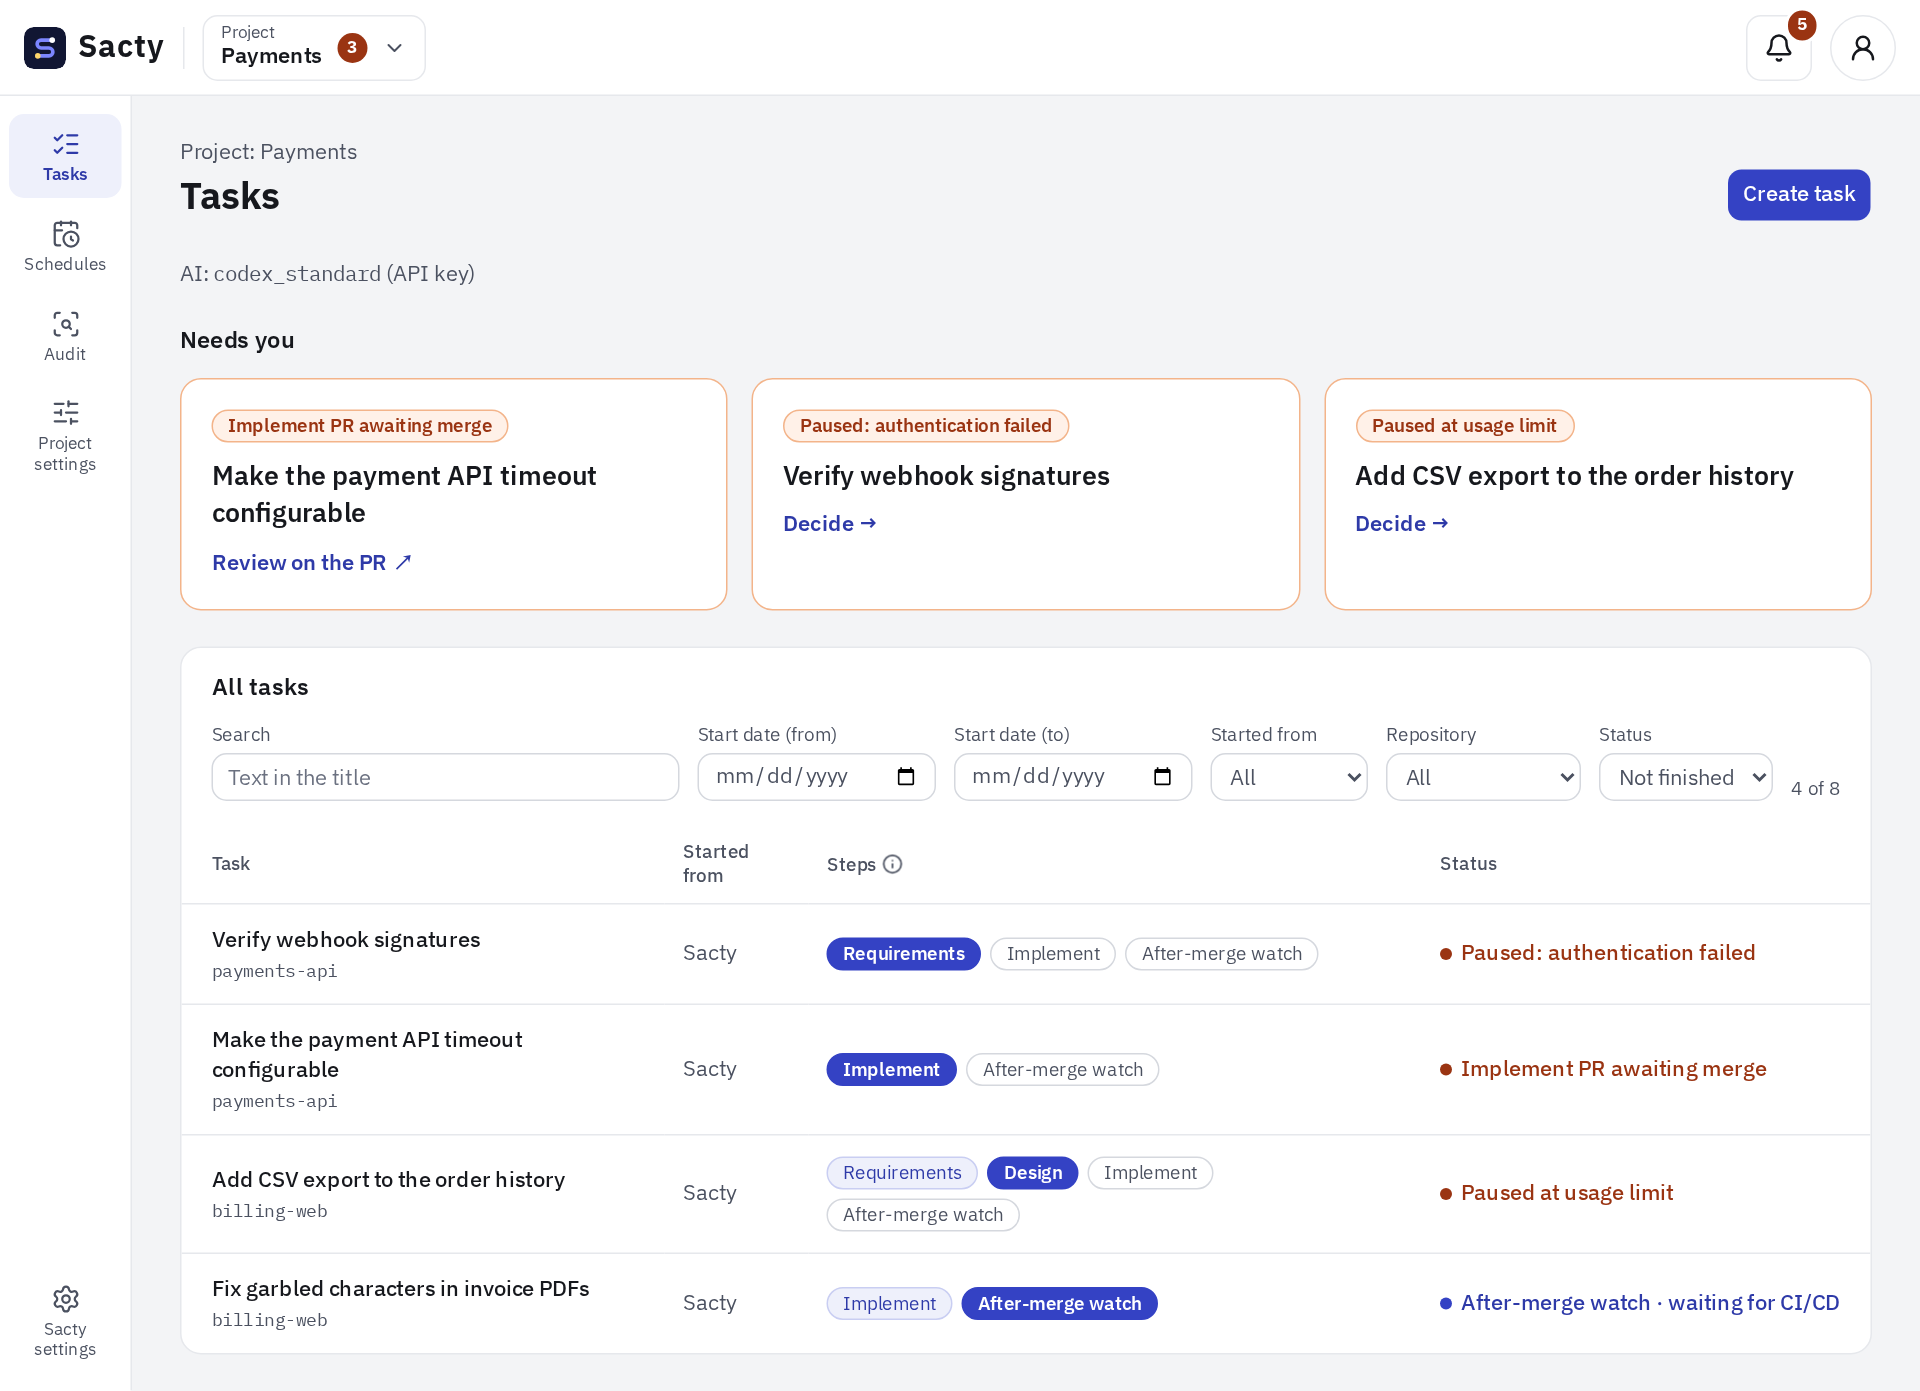 Sacty
Project
Payments
3
5
Tasks
Schedules
Audit
Project
settings
Sacty
settings
Project: Payments
Tasks
Create task
AI: codex_standard (API key)
Needs you
Implement PR awaiting merge
Make the payment API timeout
configurable
Review on the PR ↗
Paused: authentication failed
Verify webhook signatures
Decide →
Paused at usage limit
Add CSV export to the order history
Decide →
All tasks
Search
Text in the title
Start date (from)
mm/dd/yyyy
Start date (to)
mm/dd/yyyy
Started from
All
Repository
All
Status
Not finished
4 of 8
Task
Started
from
Steps
Status
Verify webhook signatures
payments-api
Sacty
Requirements Implement After-merge watch
Paused: authentication failed
Make the payment API timeout
configurable
payments-api
Sacty
Implement After-merge watch
Implement PR awaiting merge
Add CSV export to the order history
billing-web
Sacty
Requirements Design Implement
After-merge watch
Paused at usage limit
Fix garbled characters in invoice PDFs
billing-web
Sacty
Implement After-merge watch
After-merge watch · waiting for CI/CD